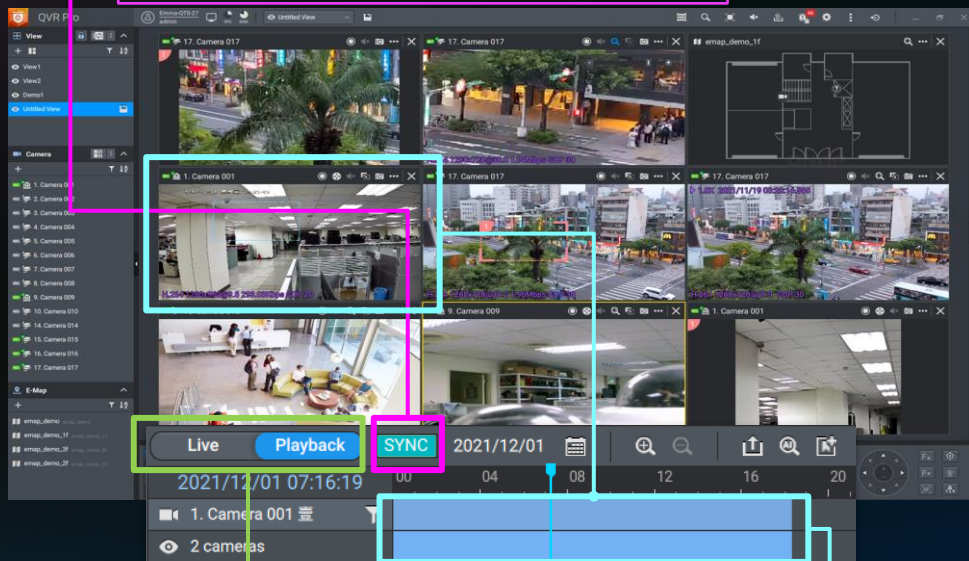 QVR Pro
Emma-QTS-37
admin
Untitled View
View
View1
View2
Demo1
Untitled View
Camera
1. Camera 001
2. Camera 002
3. Camera 003
4. Camera 004
5. Camera 005
6. Camera 006
7. Camera 007
8. Camera 008
9. Camera 009
10. Camera 010
14. Camera 014
15. Camera 015
16. Camera 016
17. Camera 017
E-Map
emap_demo
emap_demo_1f
emap_demo_3f
emap_demo_2f
17. Camera 017
17. Camera 017
emap_demo_1f
1. Camera 001
17. Camera 017
17. Camera 017
9. Camera 009
1. Camera 001
Live
Playback
SYNC
2021/12/01
2021/12/01 07:16:19
00
04
08
12
16
20
1. Camera 001 壹
2 cameras